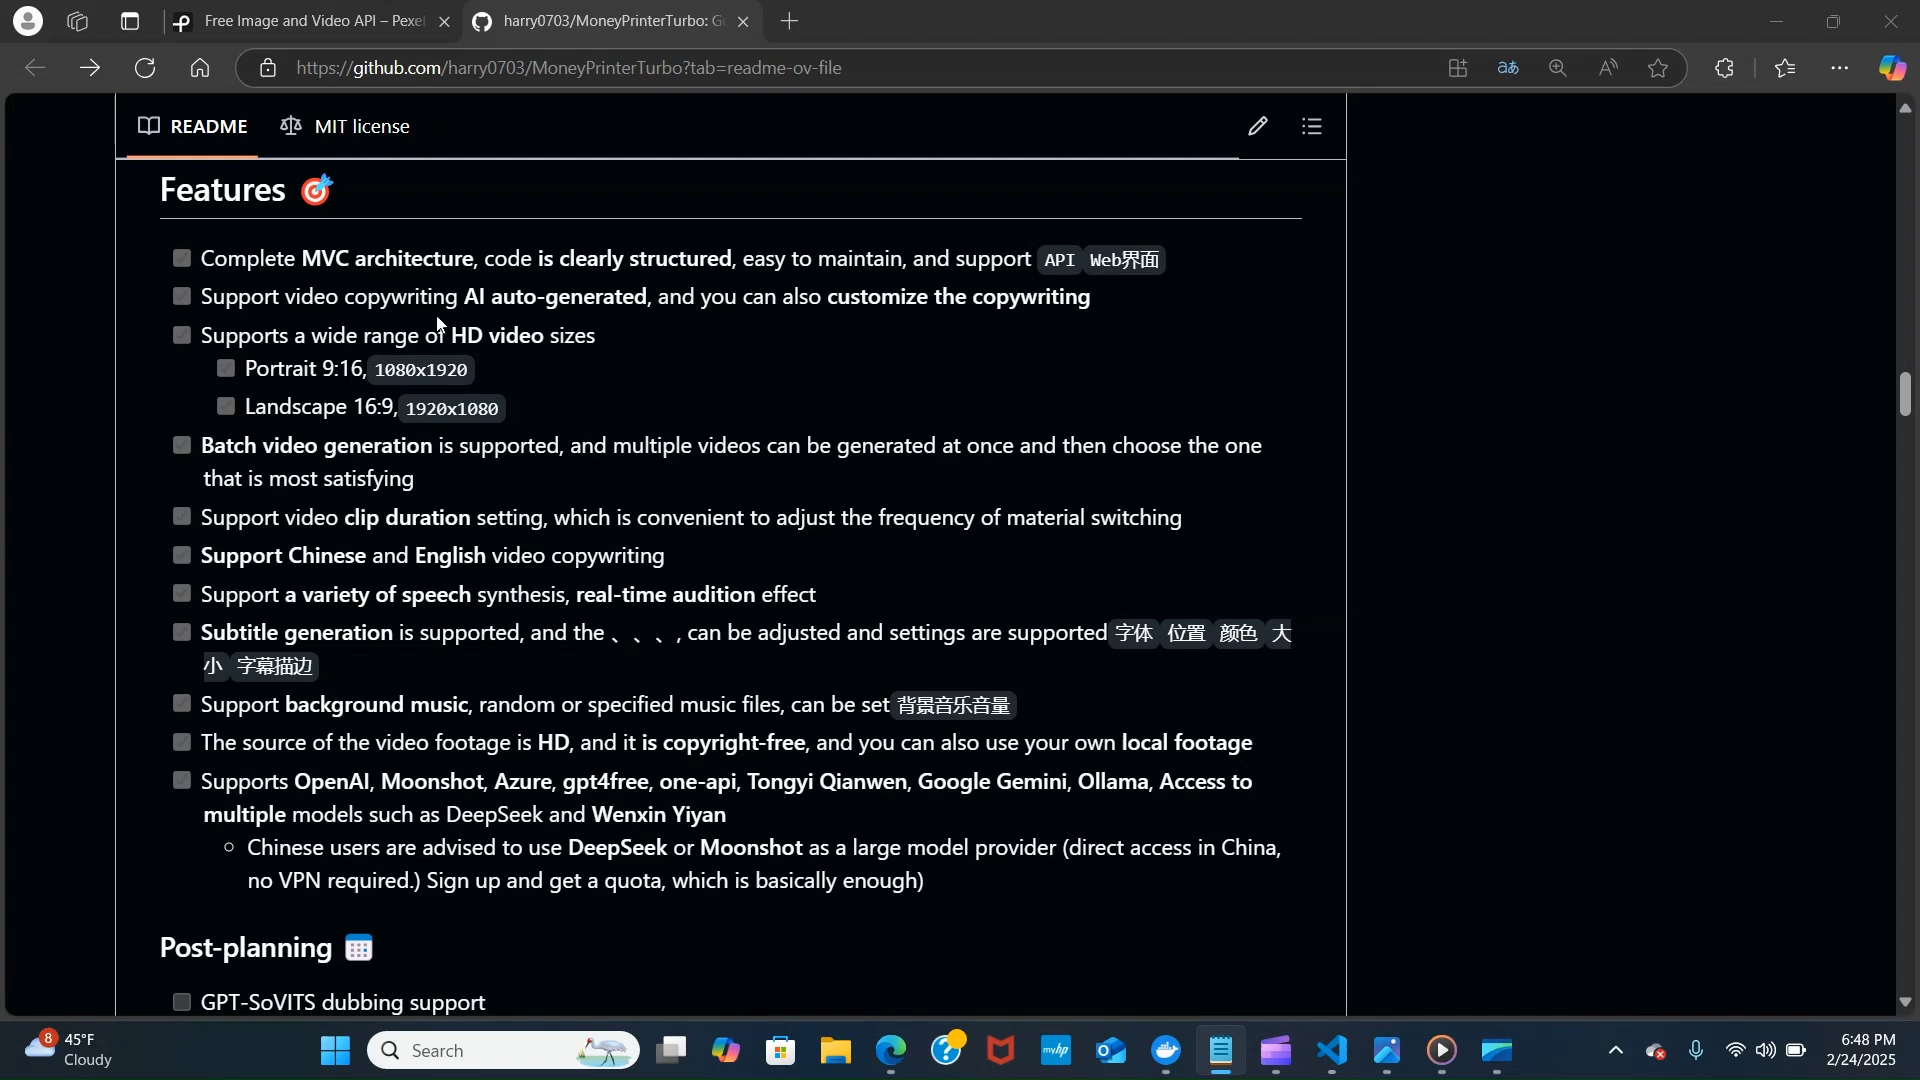 Free Image and Video API – Pexel
harry0703/MoneyPrinterTurbo: G
https://github.com/harry0703/MoneyPrinterTurbo?tab=readme-ov-file
README
MIT license
Features
Complete MVC architecture, code is clearly structured, easy to maintain, and support API Web界面
Support video copywriting AI auto-generated, and you can also customize the copywriting
Supports a wide range of HD video sizes
Portrait 9:16, 1080x1920
Landscape 16:9, 1920x1080
Batch video generation is supported, and multiple videos can be generated at once and then choose the one
that is most satisfying
Support video clip duration setting, which is convenient to adjust the frequency of material switching
Support Chinese and English video copywriting
Support a variety of speech synthesis, real-time audition effect
Subtitle generation is supported, and the 、、、, can be adjusted and settings are supported 字体 位置 颜色 大
小 字幕描边
Support background music, random or specified music files, can be set 背景音乐音量
The source of the video footage is HD, and it is copyright-free, and you can also use your own local footage
Supports OpenAI, Moonshot, Azure, gpt4free, one-api, Tongyi Qianwen, Google Gemini, Ollama, Access to
multiple models such as DeepSeek and Wenxin Yiyan
Chinese users are advised to use DeepSeek or Moonshot as a large model provider (direct access in China,
no VPN required.) Sign up and get a quota, which is basically enough)
Post-planning
GPT-SoVITS dubbing support
8
45°F
Cloudy
Search
myhp
6:48 PM
2/24/2025